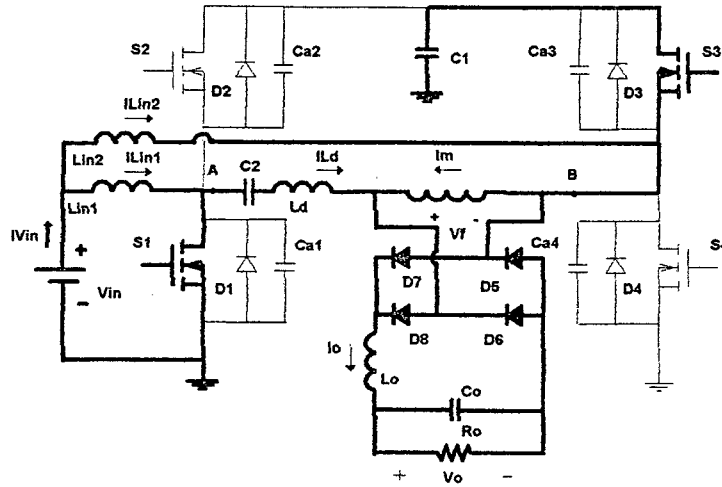 S2
Ca2
C1
Ca3
S3
D2
D3
ILin2
Lin2
ILin1
A
C2
ILd
Im
B
Lin1
Ld
IVin
+
S1
Ca1
+ Vf -
Ca4
S4
Vin
-
D1
D7
D5
D4
D8
D6
Io
Lo
Co
Ro
+ Vo -